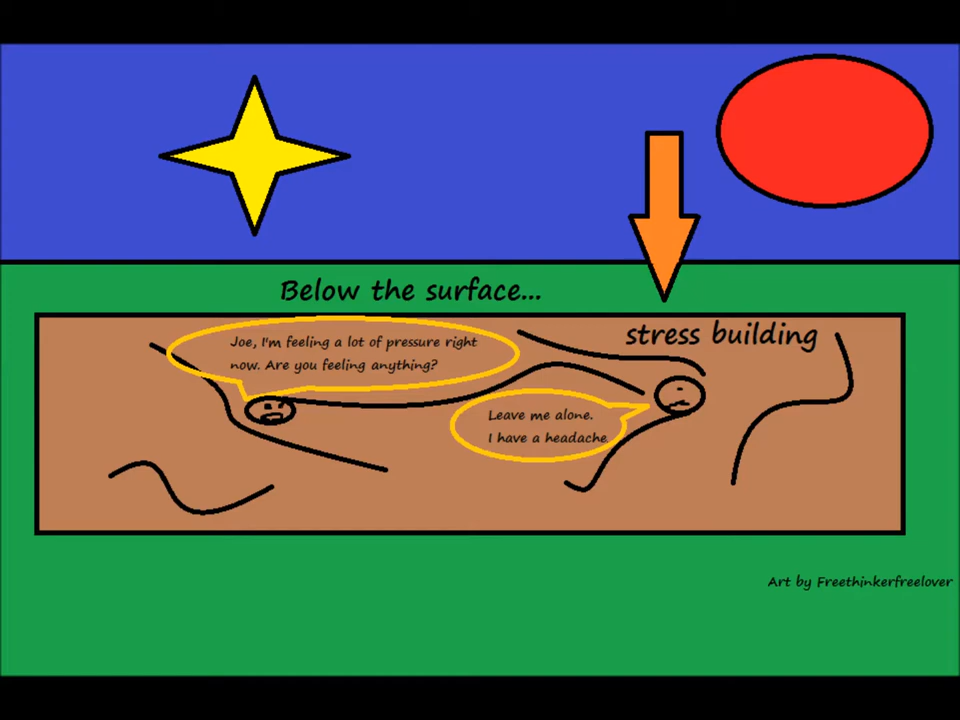 Below the surface...
stress building
Joe, I'm feeling a lot of pressure right
now. Are you feeling anything?
Leave me alone.
I have a headache.
Art by Freethinkerfreelover